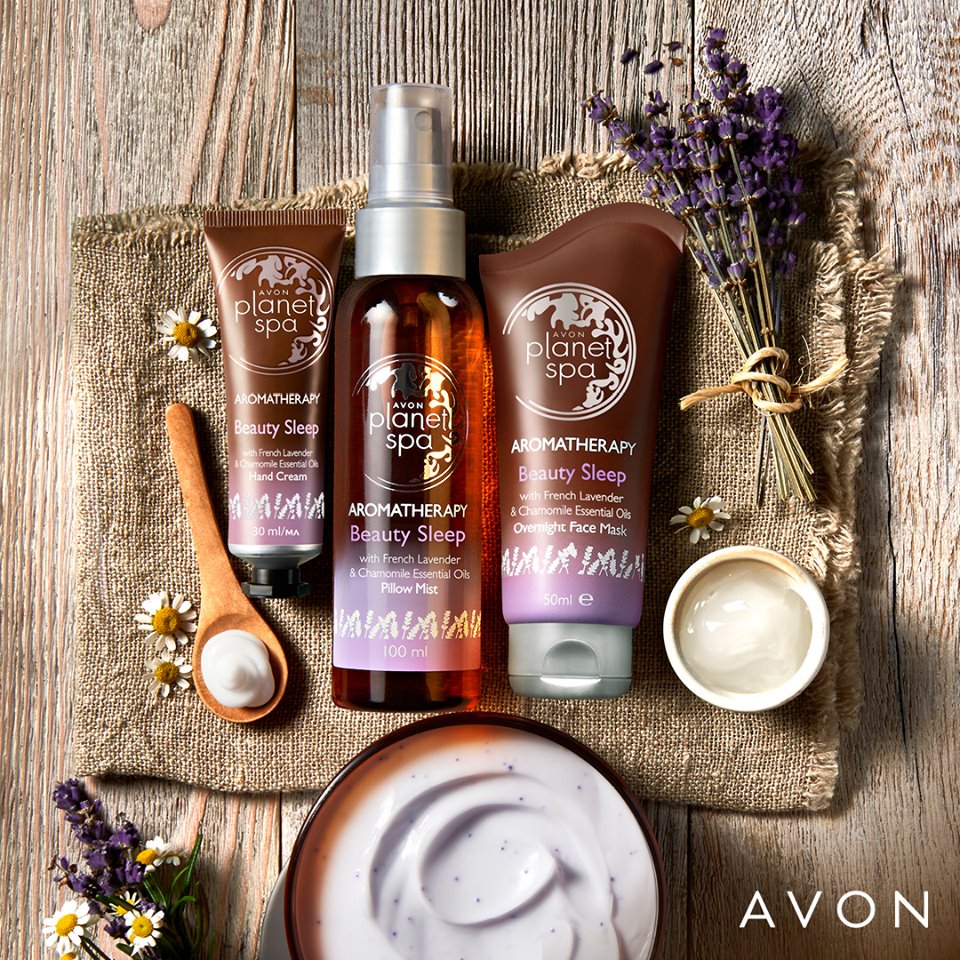 AVON
planet
spa
AROMATHERAPY
Beauty Sleep
with French Lavender
& Chamomile Essential Oils
Hand Cream
30 ml/МЛ
AVON
planet
spa
AROMATHERAPY
Beauty Sleep
with French Lavender
& Chamomile Essential Oils
Pillow Mist
100 ml
AVON
planet
spa
AROMATHERAPY
Beauty Sleep
with French Lavender
& Chamomile Essential Oils
Overnight Face Mask
50ml ℮
AVON